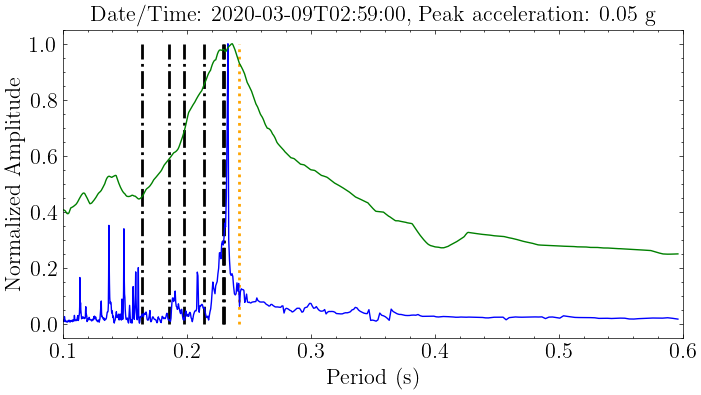 Date/Time: 2020-03-09T02:59:00, Peak acceleration: 0.05 g
Normalized Amplitude
1.0
0.8
0.6
0.4
0.2
0.0
0.1 0.2 0.3 0.4 0.5 0.6
Period (s)